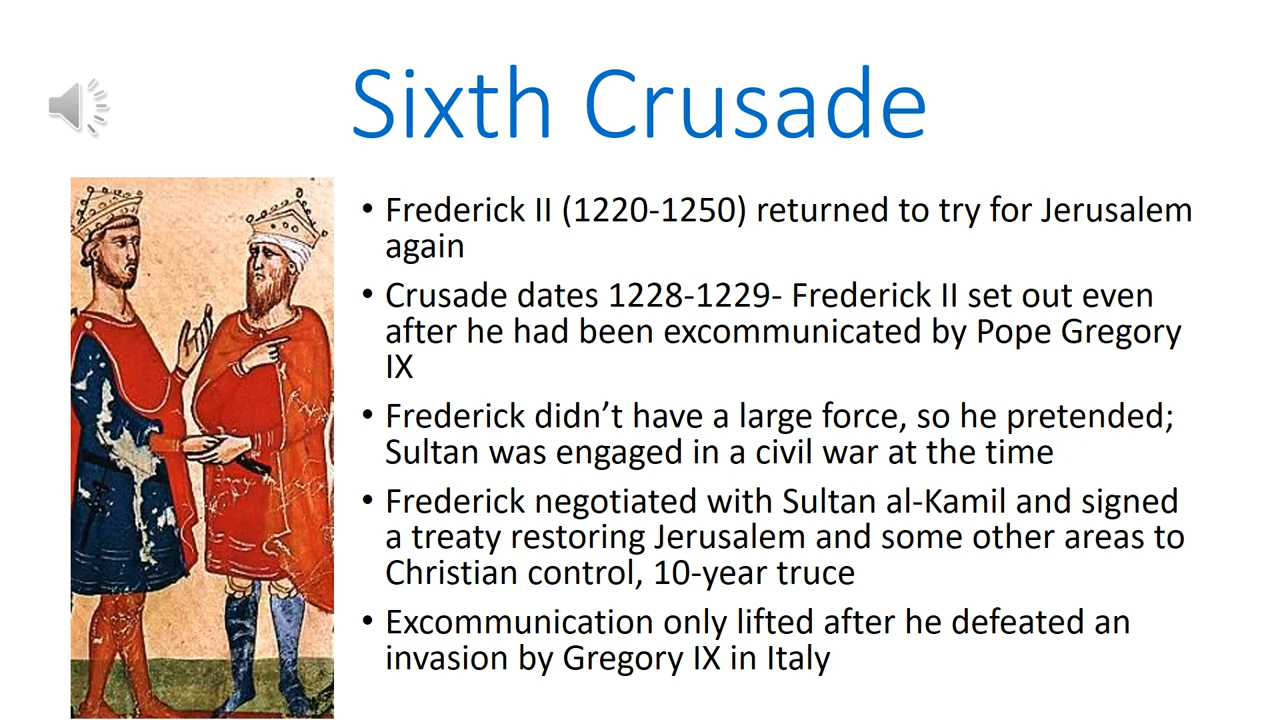 Sixth Crusade
• Frederick II (1220-1250) returned to try for Jerusalem
again
• Crusade dates 1228-1229- Frederick II set out even
after he had been excommunicated by Pope Gregory
IX
• Frederick didn’t have a large force, so he pretended;
Sultan was engaged in a civil war at the time
• Frederick negotiated with Sultan al-Kamil and signed
a treaty restoring Jerusalem and some other areas to
Christian control, 10-year truce
• Excommunication only lifted after he defeated an
invasion by Gregory IX in Italy